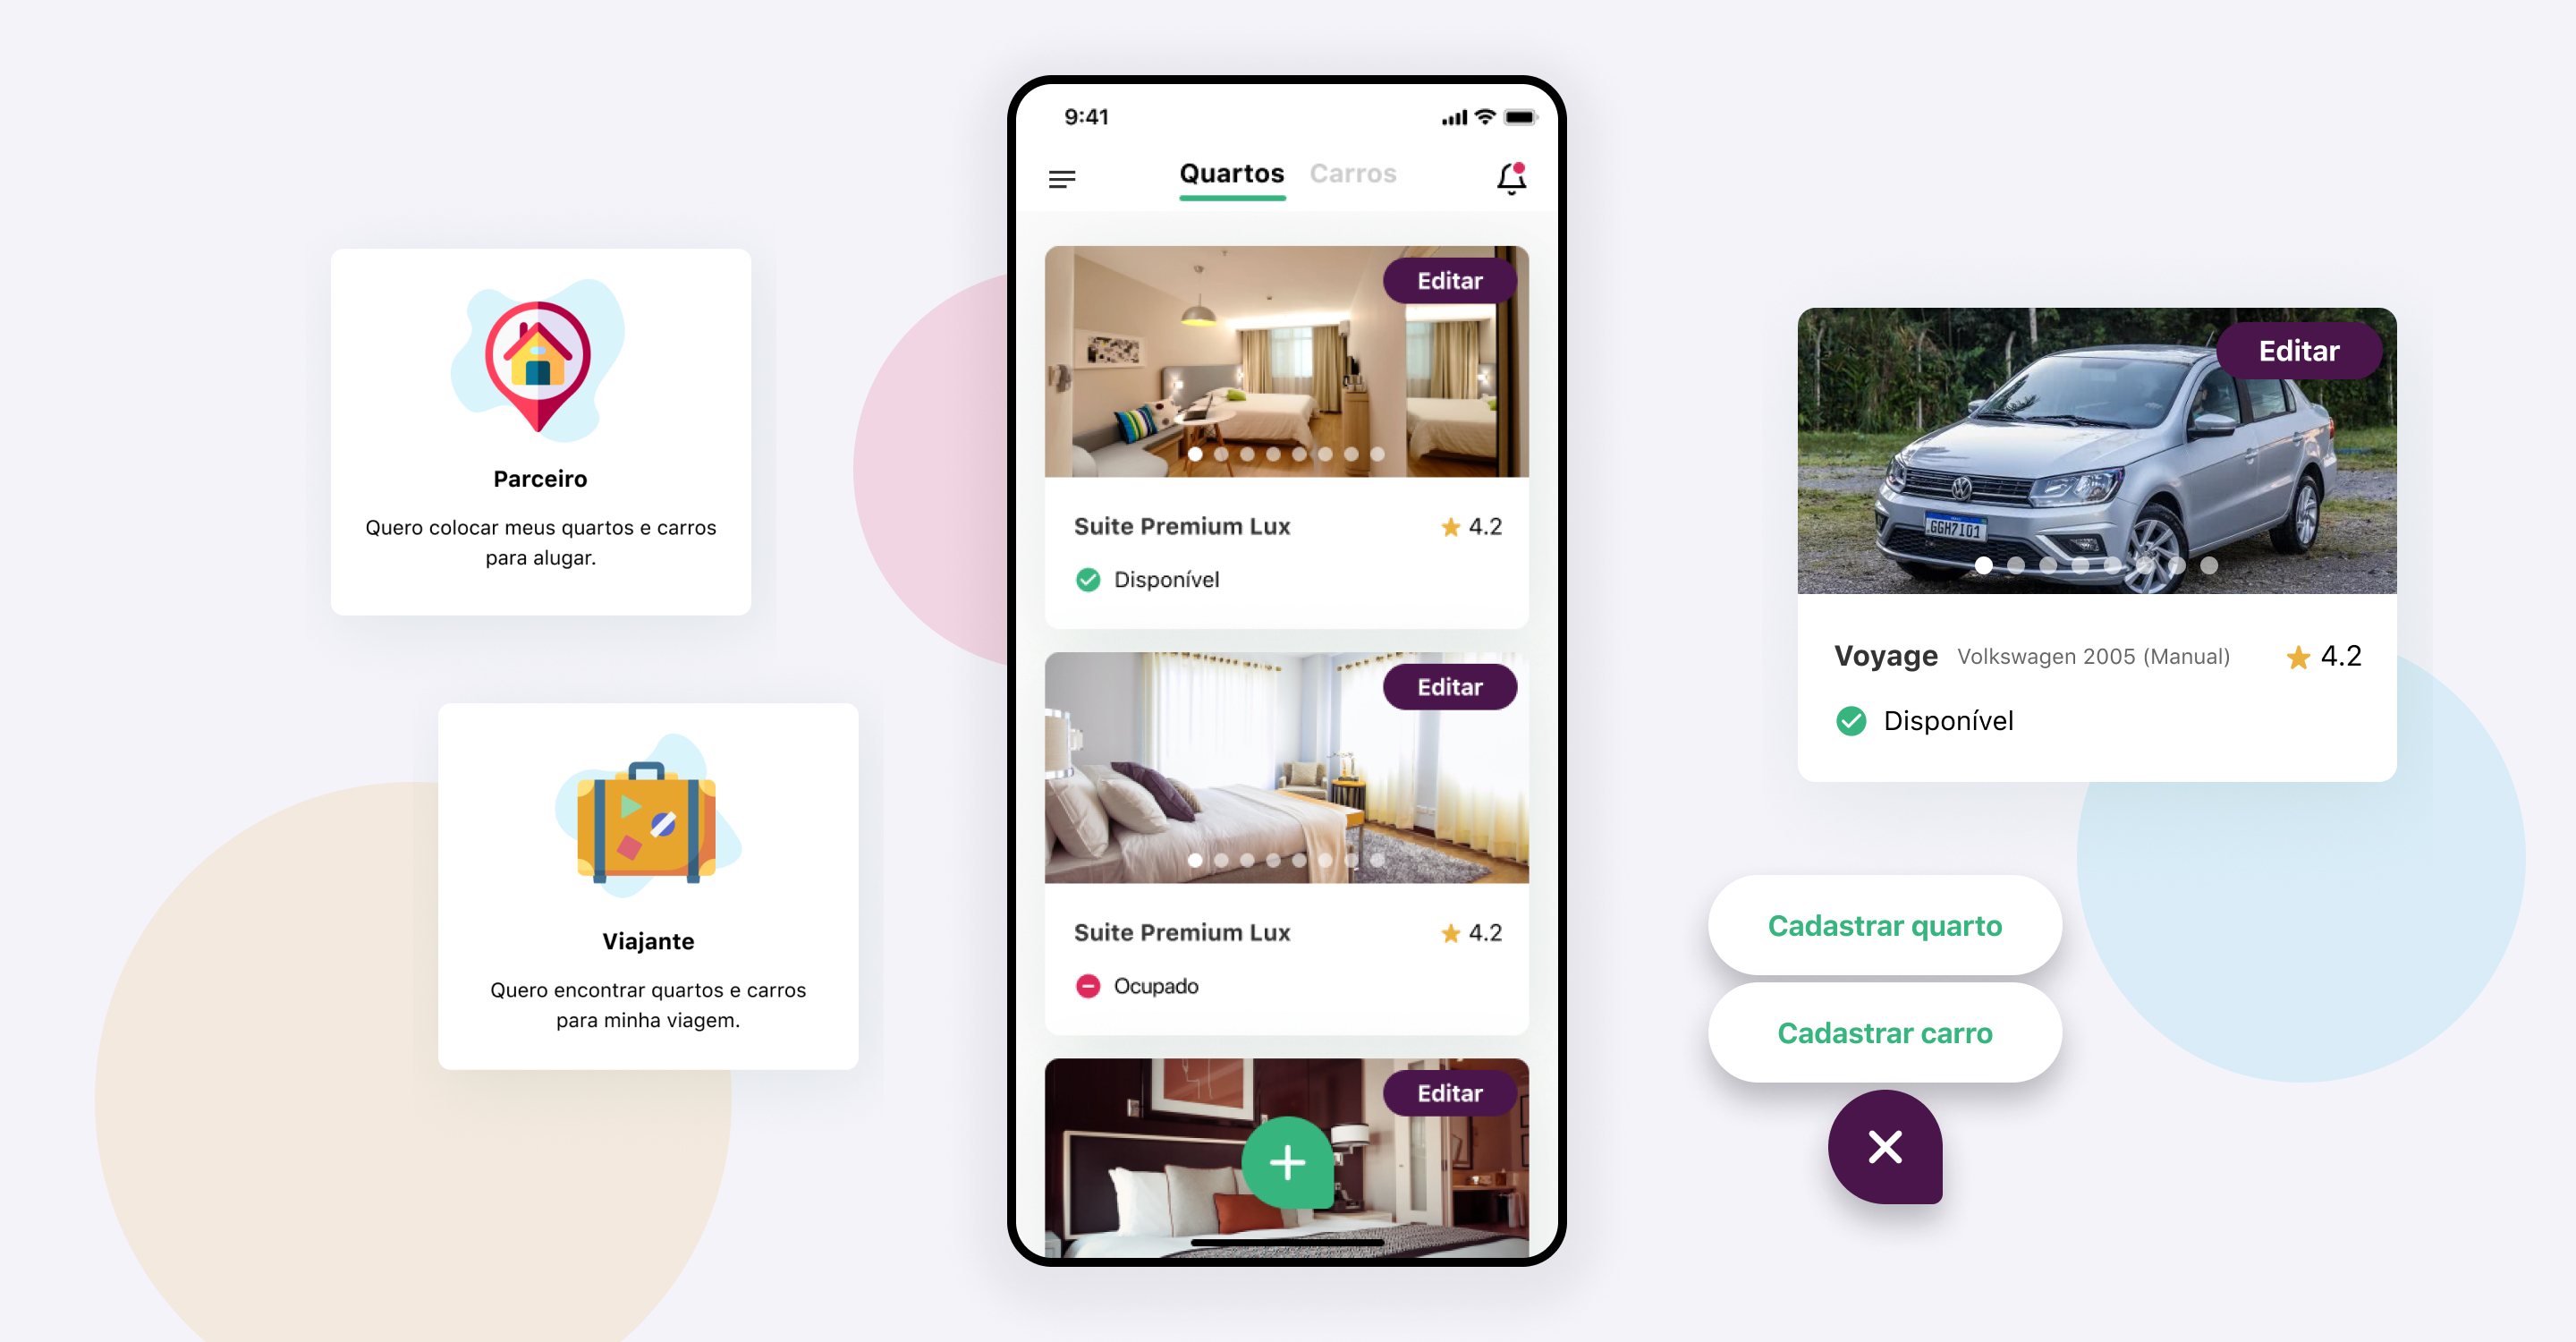 Parceiro
Quero colocar meus quartos e carros
para alugar.
Viajante
Quero encontrar quartos e carros
para minha viagem.
9:41
Quartos Carros
Editar
Suite Premium Lux 4.2
Disponível
Editar
Suite Premium Lux 4.2
Ocupado
Editar
Editar
GGH7I01
Voyage Volkswagen 2005 (Manual) 4.2
Disponível
Cadastrar quarto
Cadastrar carro